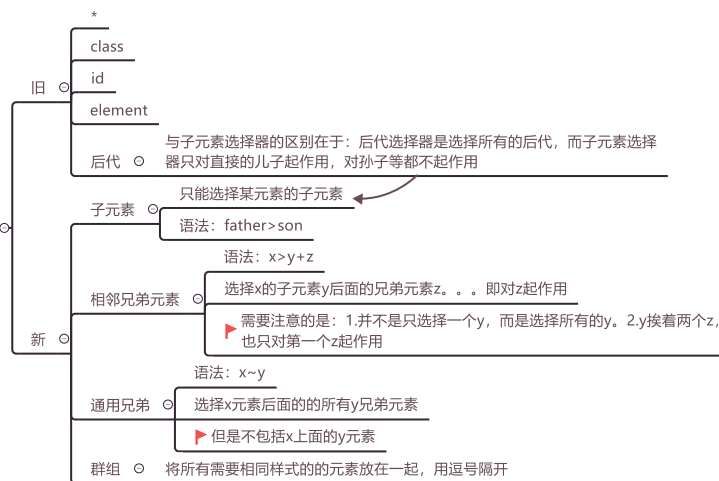 *
class
旧
id
element
与子元素选择器的区别在于：后代选择器是选择所有的后代，而子元素选择
后代
器只对直接的儿子起作用，对孙子等都不起作用
只能选择某元素的子元素
子元素
语法：father>son
语法：x>y+z
选择x的子元素y后面的兄弟元素z。。。即对z起作用
相邻兄弟元素
需要注意的是：1.并不是只选择一个y，而是选择所有的y。2.y挨着两个z，
也只对第一个z起作用
新
语法：x~y
通用兄弟
选择x元素后面的的所有y兄弟元素
但是不包括x上面的y元素
群组
将所有需要相同样式的的元素放在一起，用逗号隔开